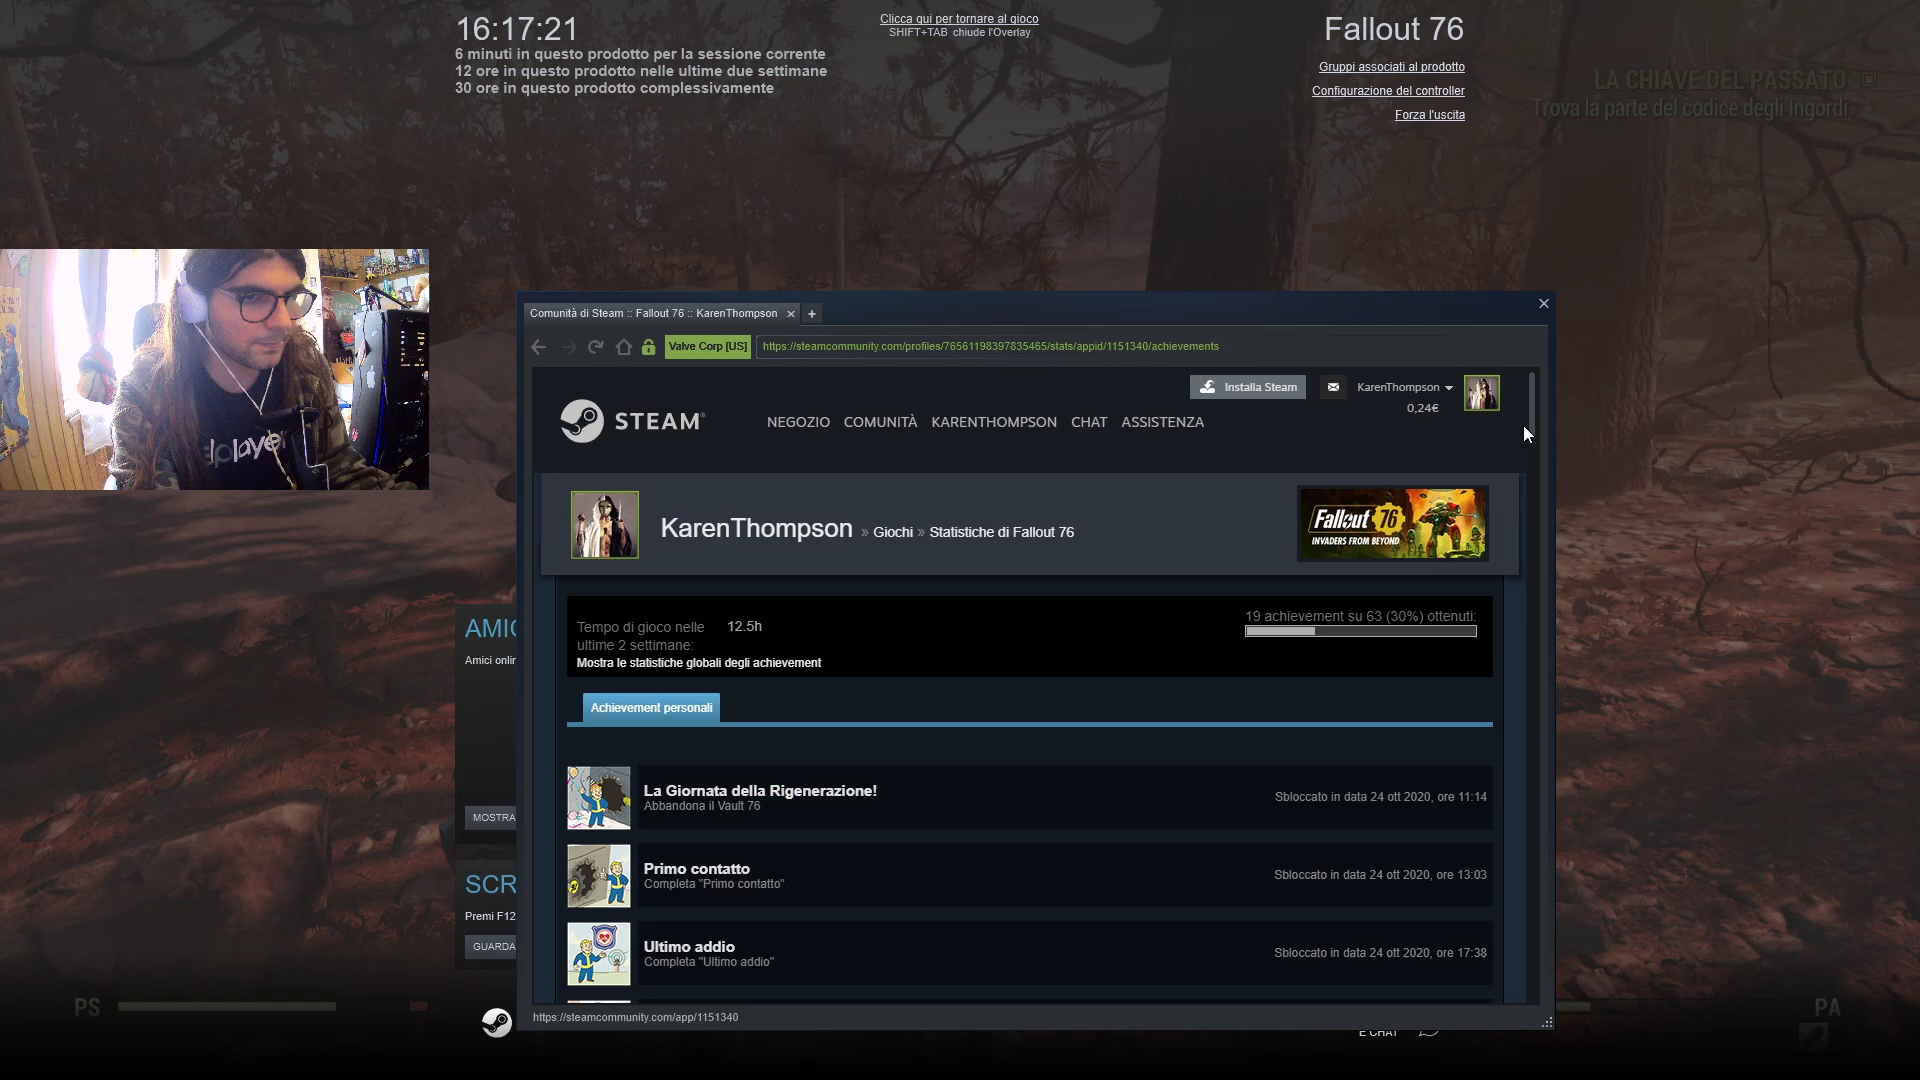 16:17:21
6 minuti in questo prodotto per la sessione corrente
12 ore in questo prodotto nelle ultime due settimane
30 ore in questo prodotto complessivamente
Clicca qui per tornare al gioco
SHIFT+TAB chiude l'Overlay
Fallout 76
Gruppi associati al prodotto
Configurazione del controller
Forza l'uscita
LA CHIAVE DEL PASSATO
Trova la parte del codice degli Ingordi
Comunità di Steam :: Fallout 76 :: KarenThompson
Valve Corp [US]
https://steamcommunity.com/profiles/76561198397835465/stats/appid/1151340/achievements
Installa Steam
KarenThompson
0,24€
STEAM
NEGOZIO COMUNITÀ KARENTHOMPSON CHAT ASSISTENZA
KarenThompson » Giochi » Statistiche di Fallout 76
Fallout 76
INVADERS FROM BEYOND
Tempo di gioco nelle
ultime 2 settimane:
12.5h
Mostra le statistiche globali degli achievement
19 achievement su 63 (30%) ottenuti:
Achievement personali
La Giornata della Rigenerazione!
Abbandona il Vault 76
Sbloccato in data 24 ott 2020, ore 11:14
Primo contatto
Completa "Primo contatto"
Sbloccato in data 24 ott 2020, ore 13:03
Ultimo addio
Completa "Ultimo addio"
Sbloccato in data 24 ott 2020, ore 17:38
https://steamcommunity.com/app/1151340
AMIC
Amici onlin
MOSTRA
SCR
Premi F12
GUARDA
E CHAT
PS
PA
player